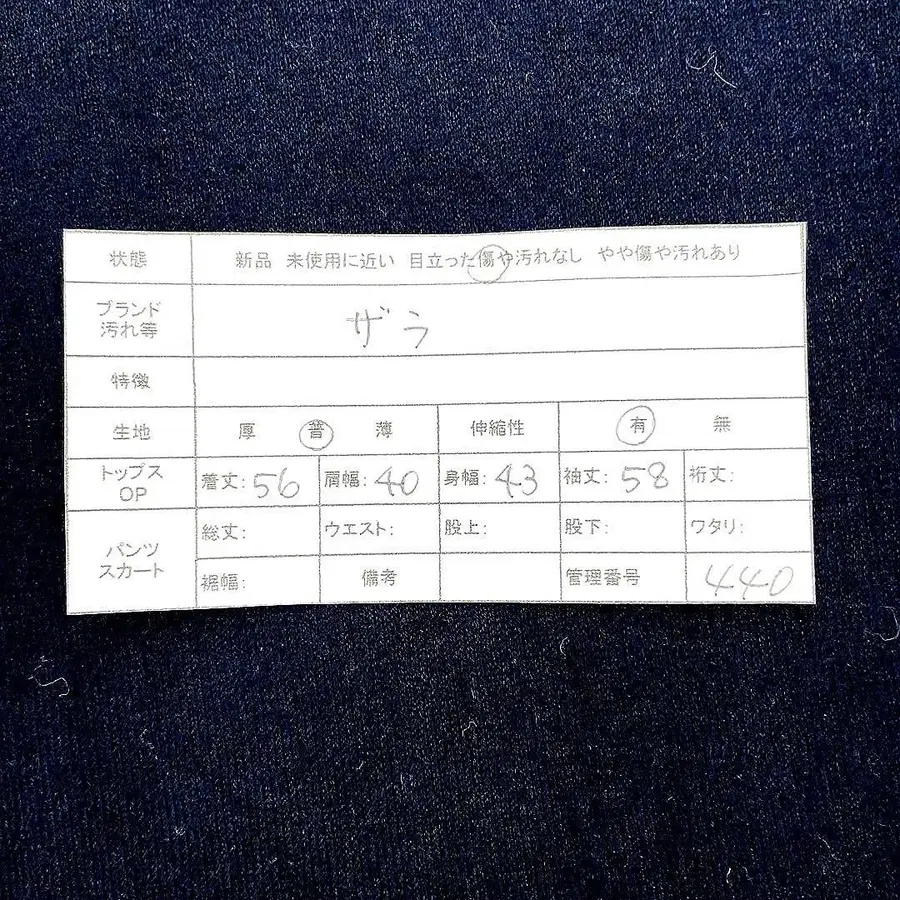 状態 新品 未使用に近い 目立った傷や汚れなし やや傷や汚れあり
ブランド
汚れ等
ザラ
特徴
生地 厚 普 薄 伸縮性 有 無
トップス
OP
着丈: 56 肩幅: 40 身幅: 43 袖丈: 58 裄丈:
パンツ
スカート
総丈: ウエスト: 股上: 股下: ワタリ:
裾幅: 備考 管理番号 440